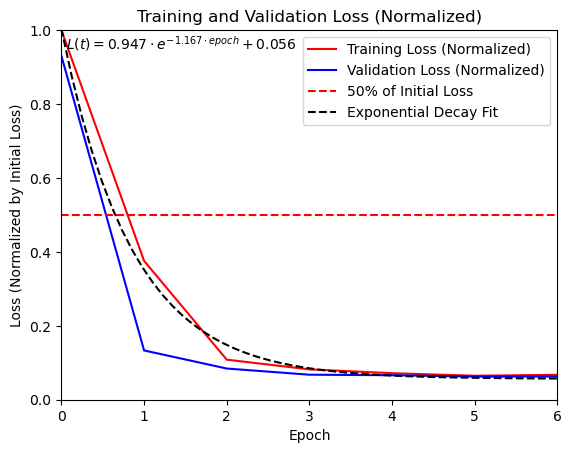 Training and Validation Loss (Normalized)
L(t) = 0.947 · e^{-1.167 · epoch} + 0.056
Training Loss (Normalized)
Validation Loss (Normalized)
50% of Initial Loss
Exponential Decay Fit
Loss (Normalized by Initial Loss)
1.0
0.8
0.6
0.4
0.2
0.0
0 1 2 3 4 5 6
Epoch